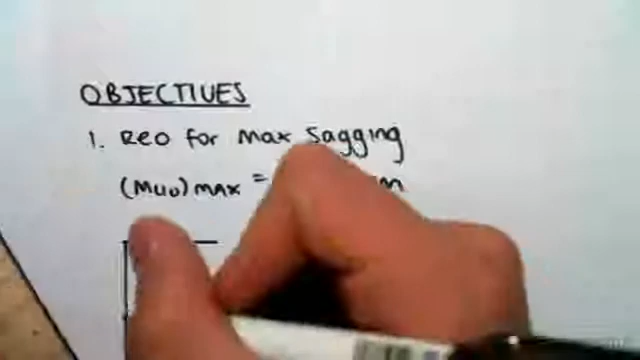 OBJECTIVES
1. Reo for Max Sagging
(Muo) MAX =